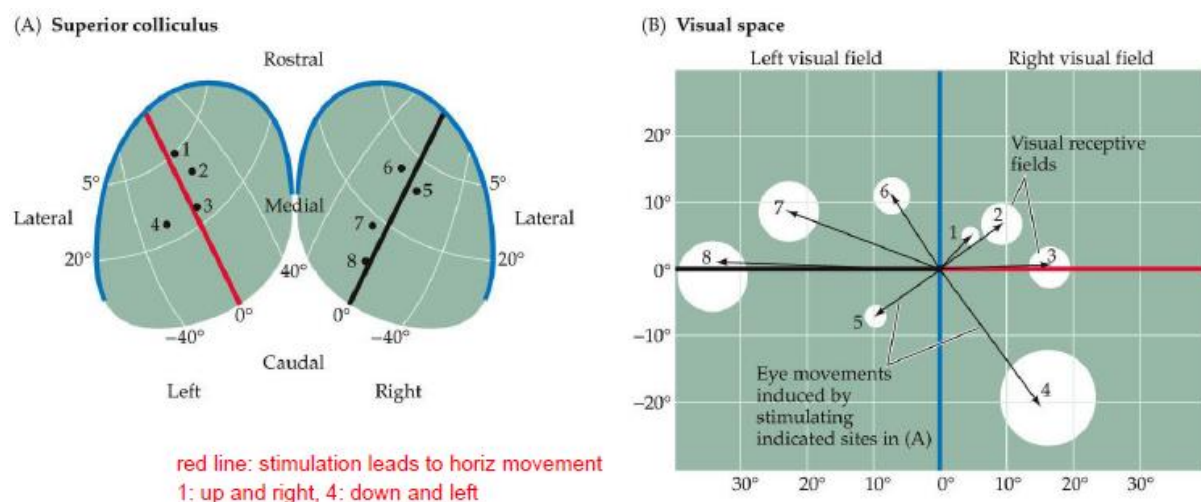 (A) Superior colliculus
Rostral
1
2
3
4
5°
Lateral
20°
Medial
40°
0°
−40°
Left
Caudal
6
5
7
8
5°
Lateral
20°
0°
−40°
Right
red line: stimulation leads to horiz movement
1: up and right, 4: down and left
(B) Visual space
Left visual field
Right visual field
20°
10°
0°
−10°
−20°
Visual receptive
fields
7
6
1
2
3
8
5
4
Eye movements
induced by
stimulating
indicated sites in (A)
30°
20°
10°
0°
10°
20°
30°